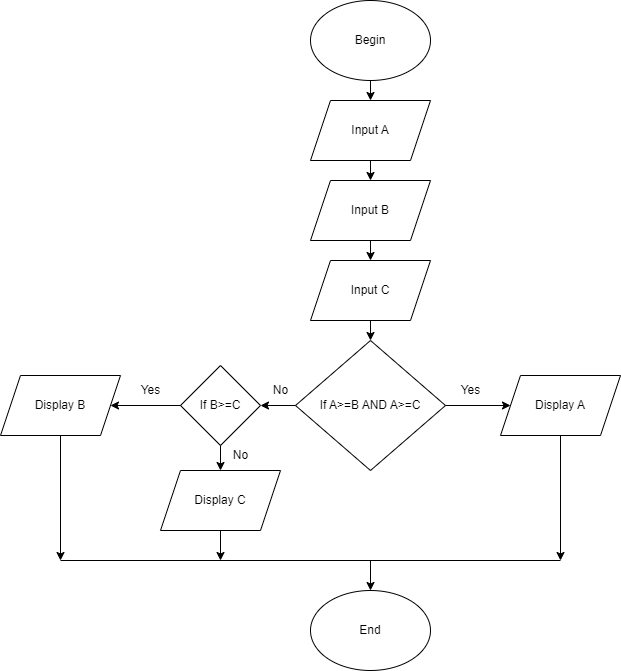 Begin
Input A
Input B
Input C
If A>=B AND A>=C
No
Yes
If B>=C
Yes
No
Display B
Display A
Display C
End